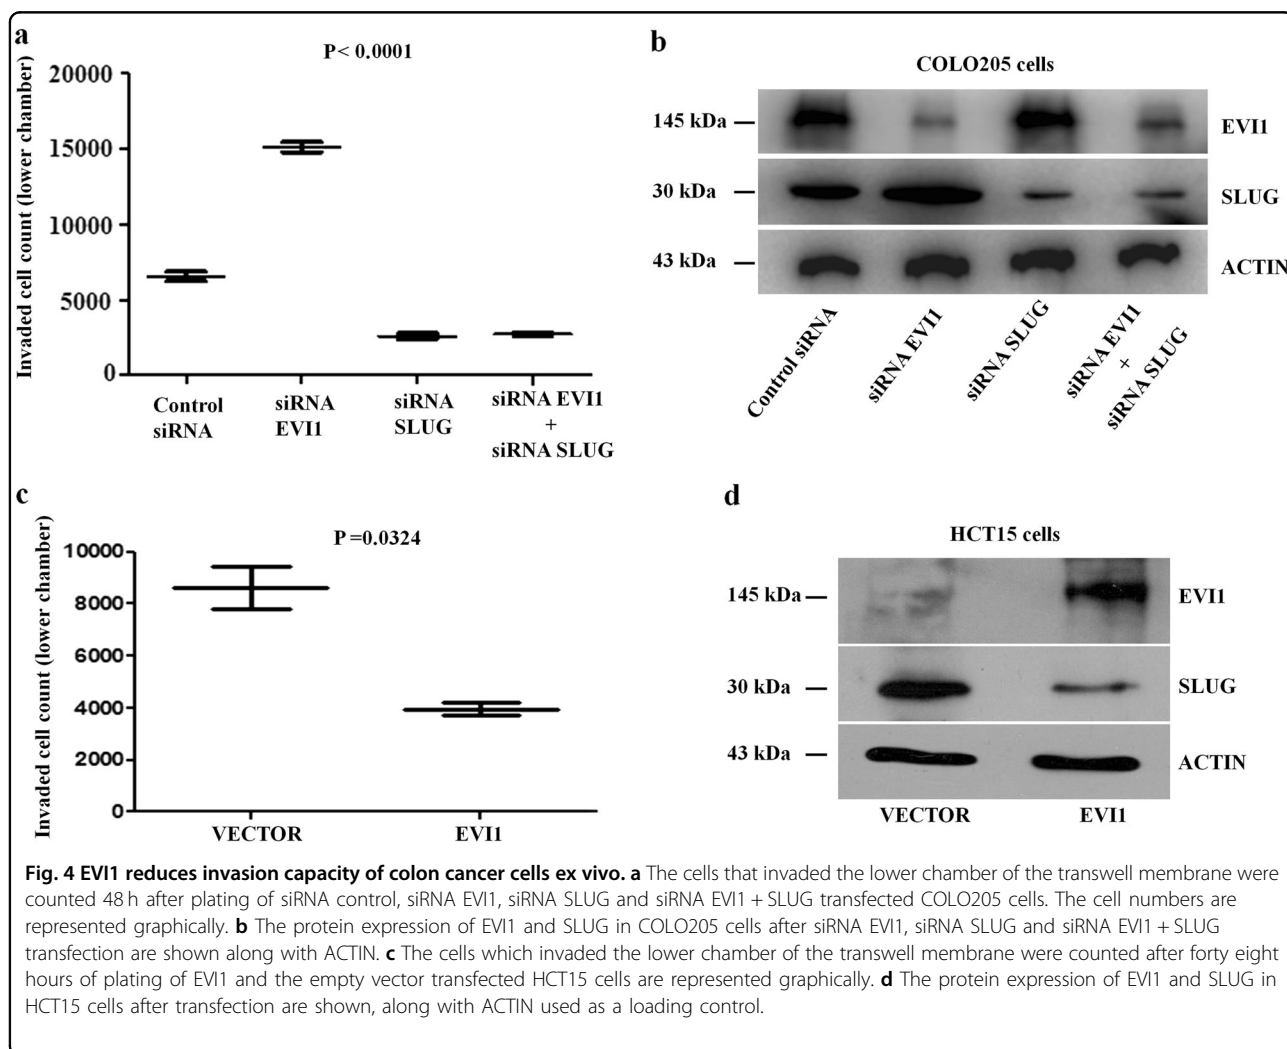 a
P< 0.0001
Invaded cell count (lower chamber)
20000
15000
10000
5000
0
Control siRNA
siRNA EVI1
siRNA SLUG
siRNA EVI1 + siRNA SLUG
b
COLO205 cells
145 kDa
EVI1
30 kDa
SLUG
43 kDa
ACTIN
Control siRNA
siRNA EVI1
siRNA SLUG
siRNA EVI1 + siRNA SLUG
c
P =0.0324
Invaded cell count (lower chamber)
10000
8000
6000
4000
2000
0
VECTOR
EVI1
d
HCT15 cells
145 kDa
EVI1
30 kDa
SLUG
43 kDa
ACTIN
VECTOR
EVI1
Fig. 4 EVI1 reduces invasion capacity of colon cancer cells ex vivo. a The cells that invaded the lower chamber of the transwell membrane were
counted 48 h after plating of siRNA control, siRNA EVI1, siRNA SLUG and siRNA EVI1 + SLUG transfected COLO205 cells. The cell numbers are
represented graphically. b The protein expression of EVI1 and SLUG in COLO205 cells after siRNA EVI1, siRNA SLUG and siRNA EVI1 + SLUG
transfection are shown along with ACTIN. c The cells which invaded the lower chamber of the transwell membrane were counted after forty eight
hours of plating of EVI1 and the empty vector transfected HCT15 cells are represented graphically. d The protein expression of EVI1 and SLUG in
HCT15 cells after transfection are shown, along with ACTIN used as a loading control.